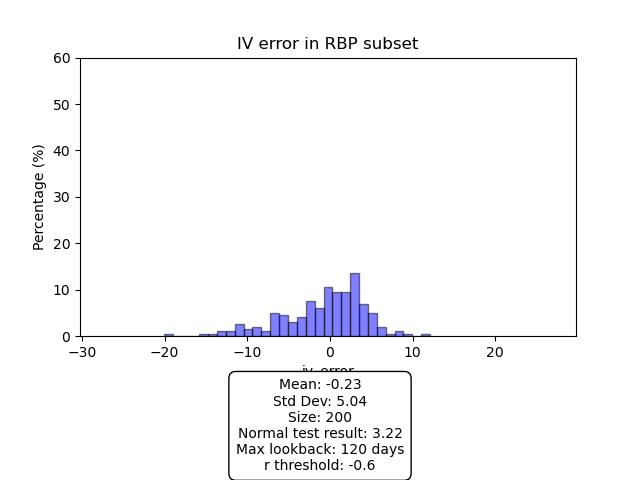 IV error in RBP subset
60
50
40
30
20
10
0
Percentage (%)
−30
−20
−10
0
10
20
iv_error
Mean: -0.23
Std Dev: 5.04
Size: 200
Normal test result: 3.22
Max lookback: 120 days
r threshold: -0.6